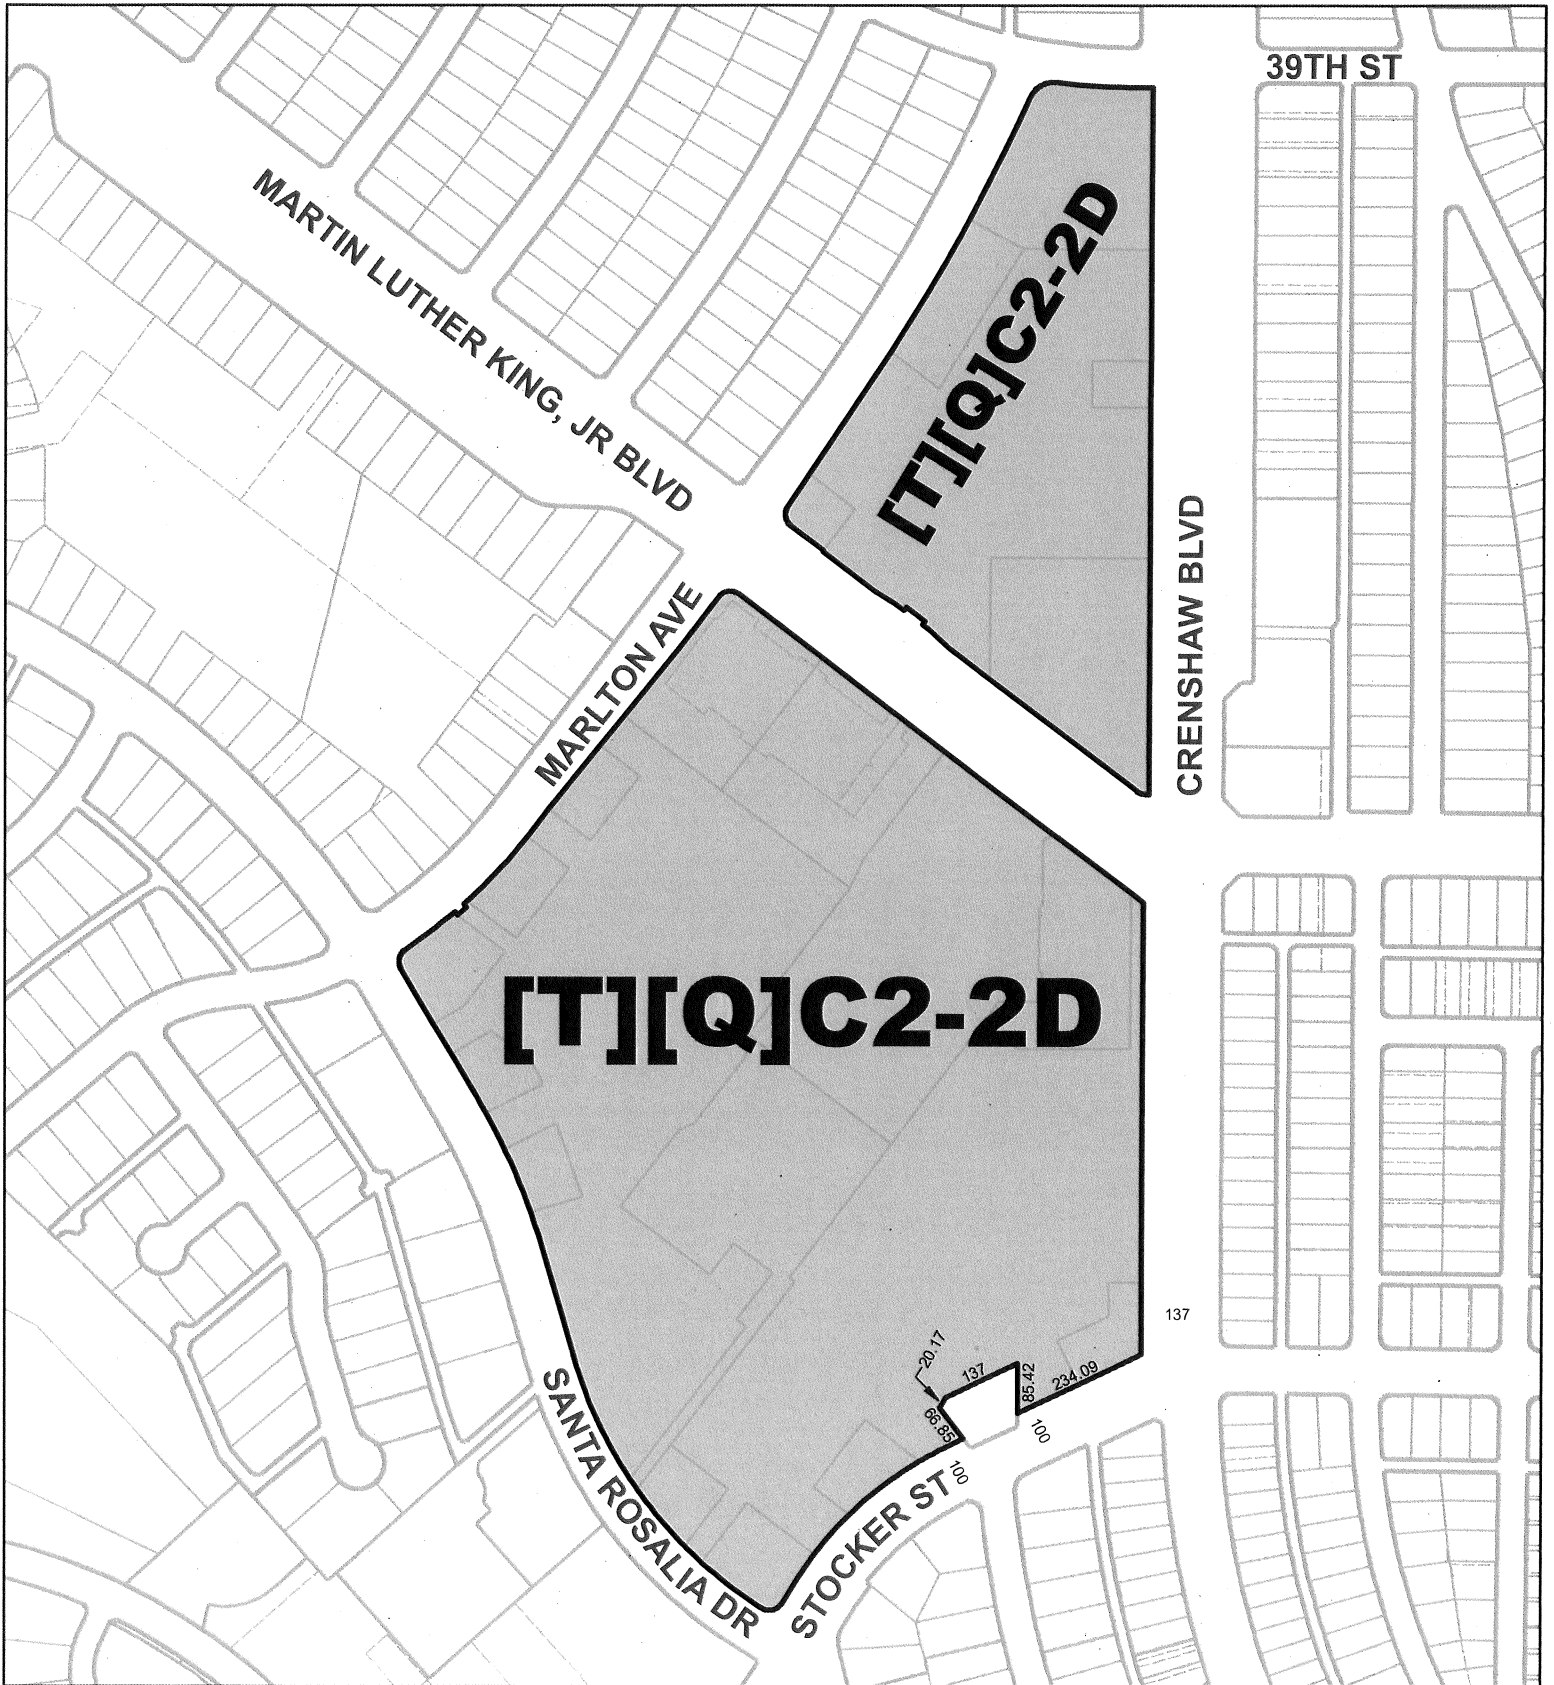 39TH ST
MARTIN LUTHER KING, JR BLVD
[T][Q]C2-2D
CRENSHAW BLVD
MARLTON AVE
[T][Q]C2-2D
137
20.17
137
85.42
234.09
66.85
100
100
SANTA ROSALIA DR
STOCKER ST